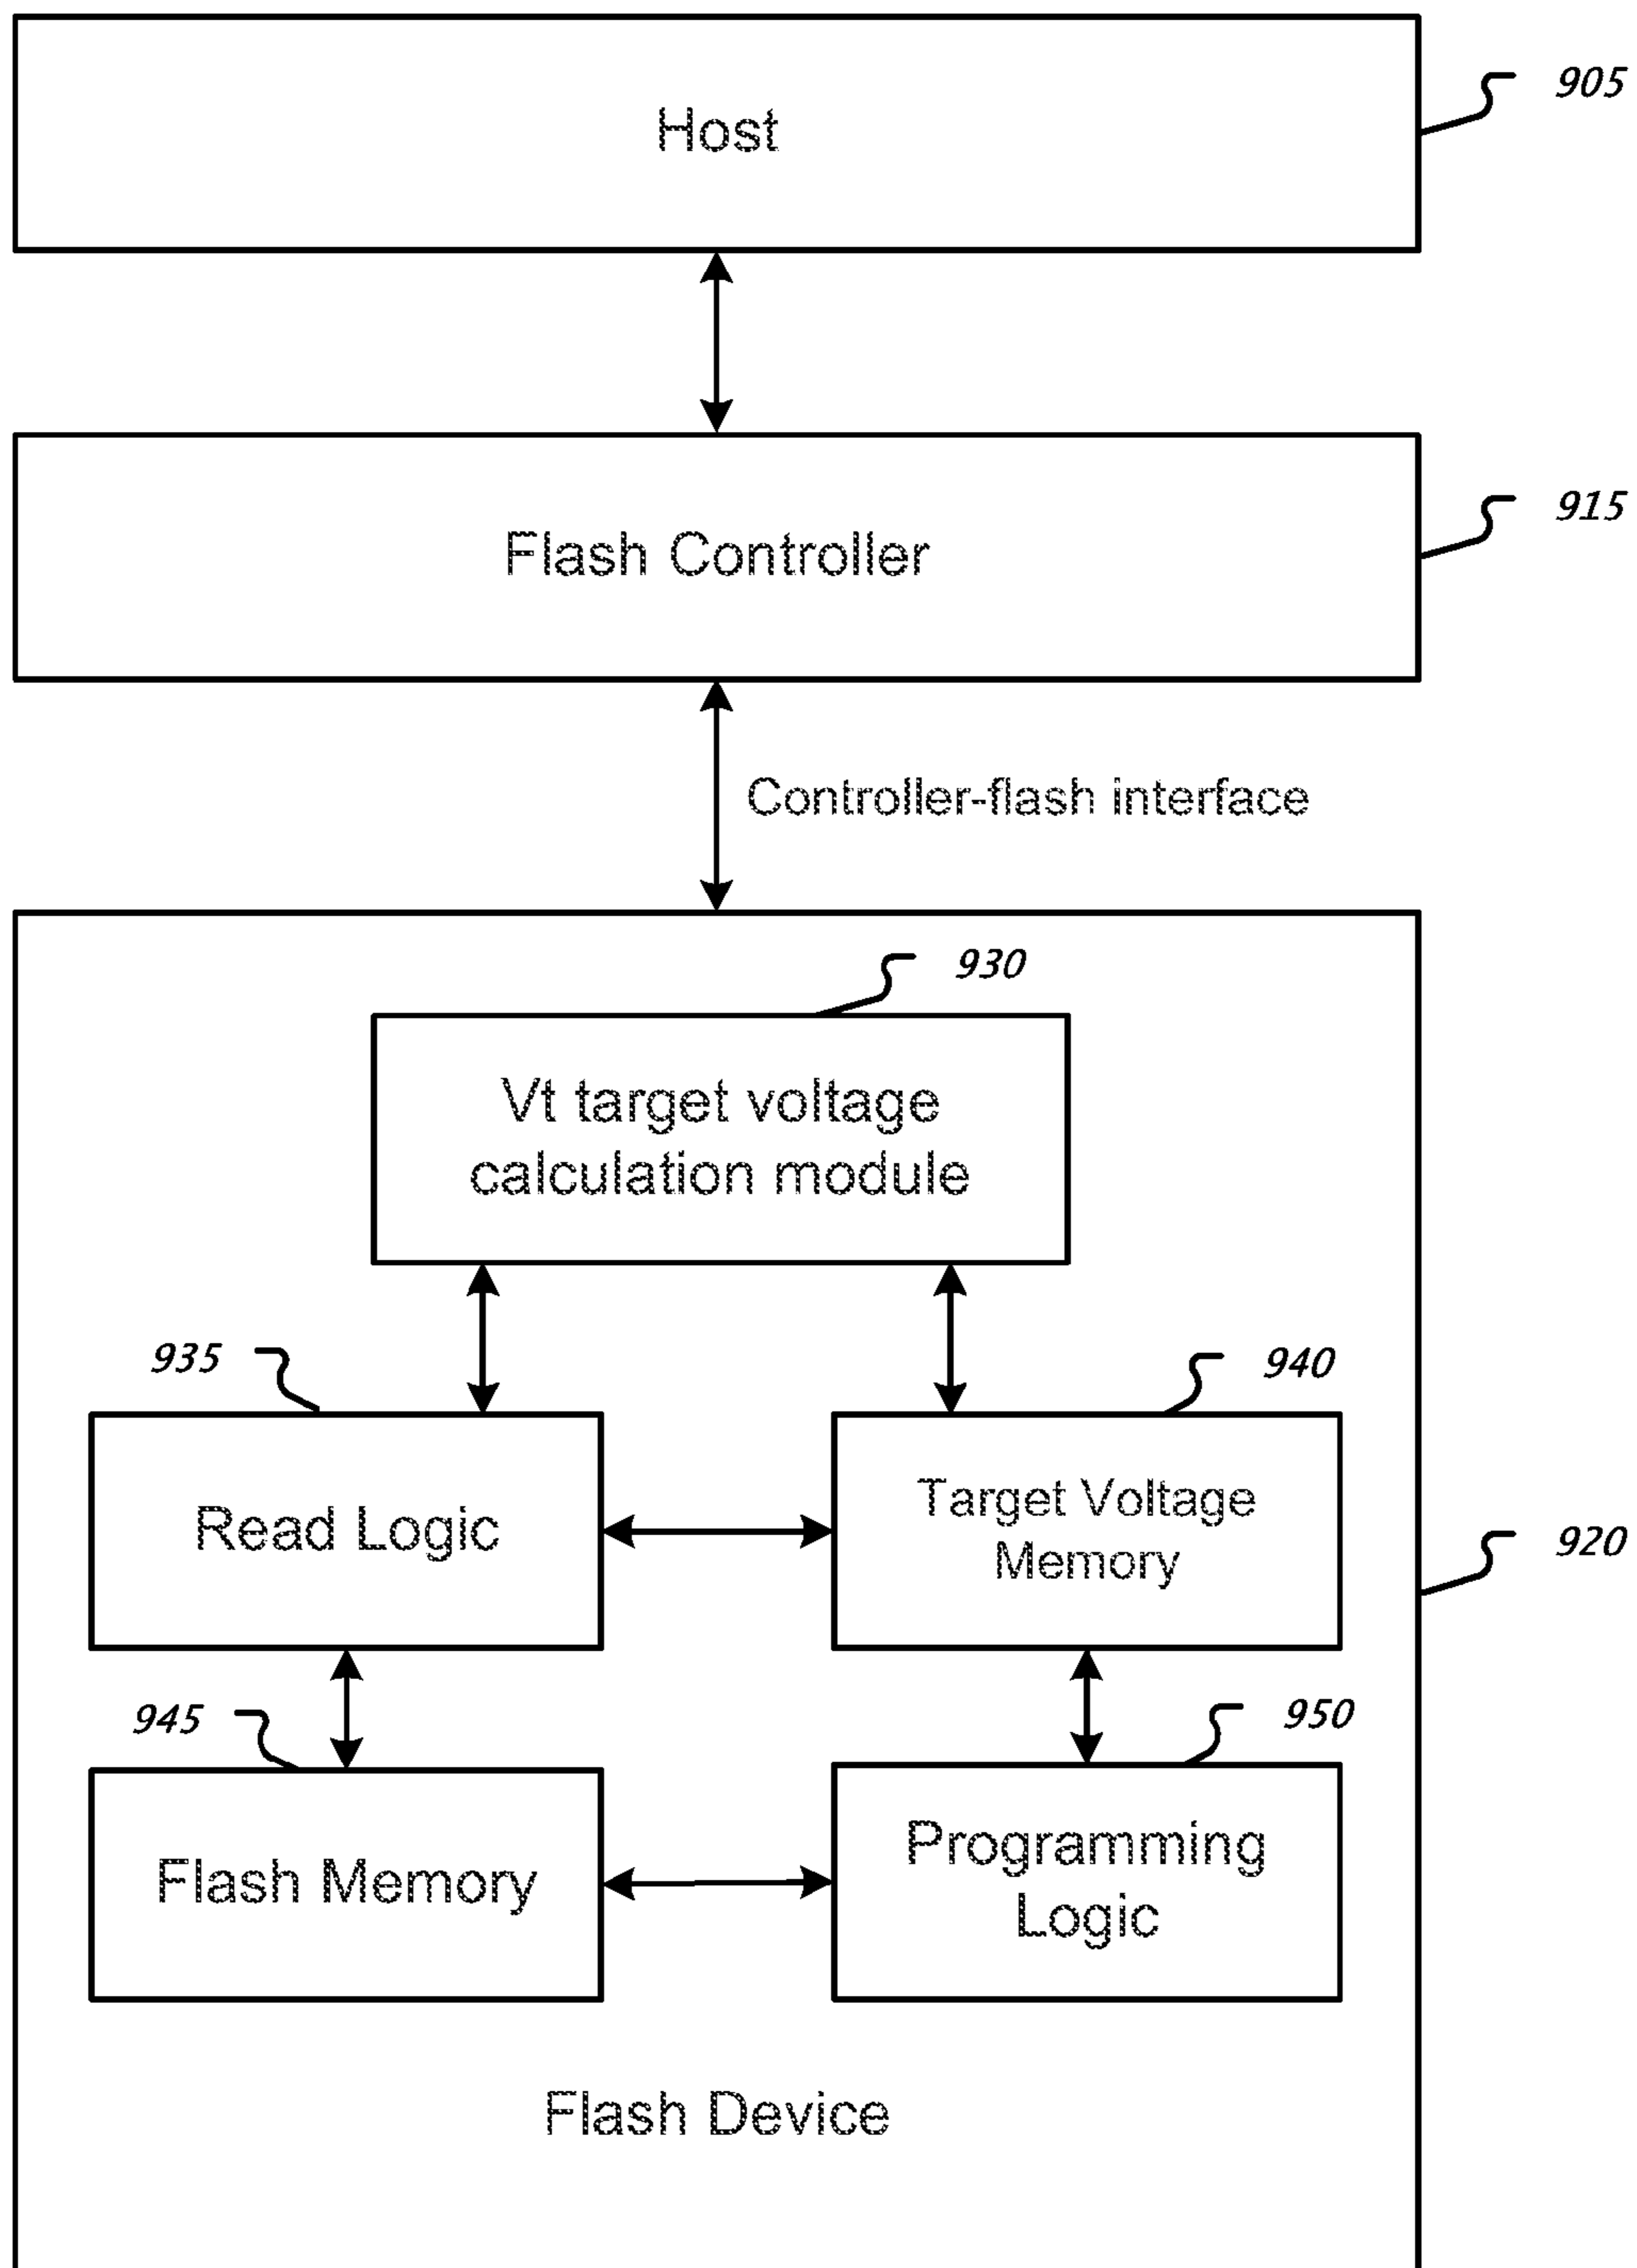 Host
905
Flash Controller
915
Controller-flash interface
930
Vt target voltage
calculation module
935
940
Read Logic
Target Voltage
Memory
920
945
950
Flash Memory
Programming
Logic
Flash Device